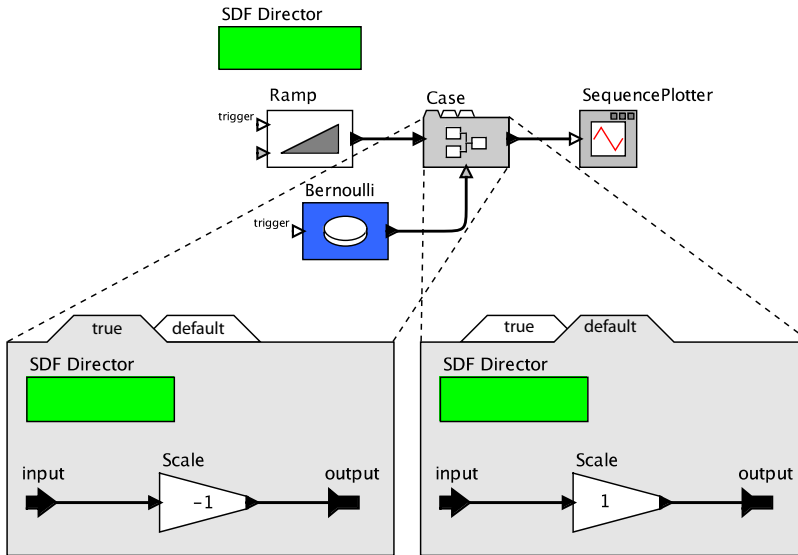 SDF Director
Ramp
Case
SequencePlotter
trigger
Bernoulli
trigger
true
default
true
default
SDF Director
SDF Director
input
Scale
output
input
Scale
output
-1
1